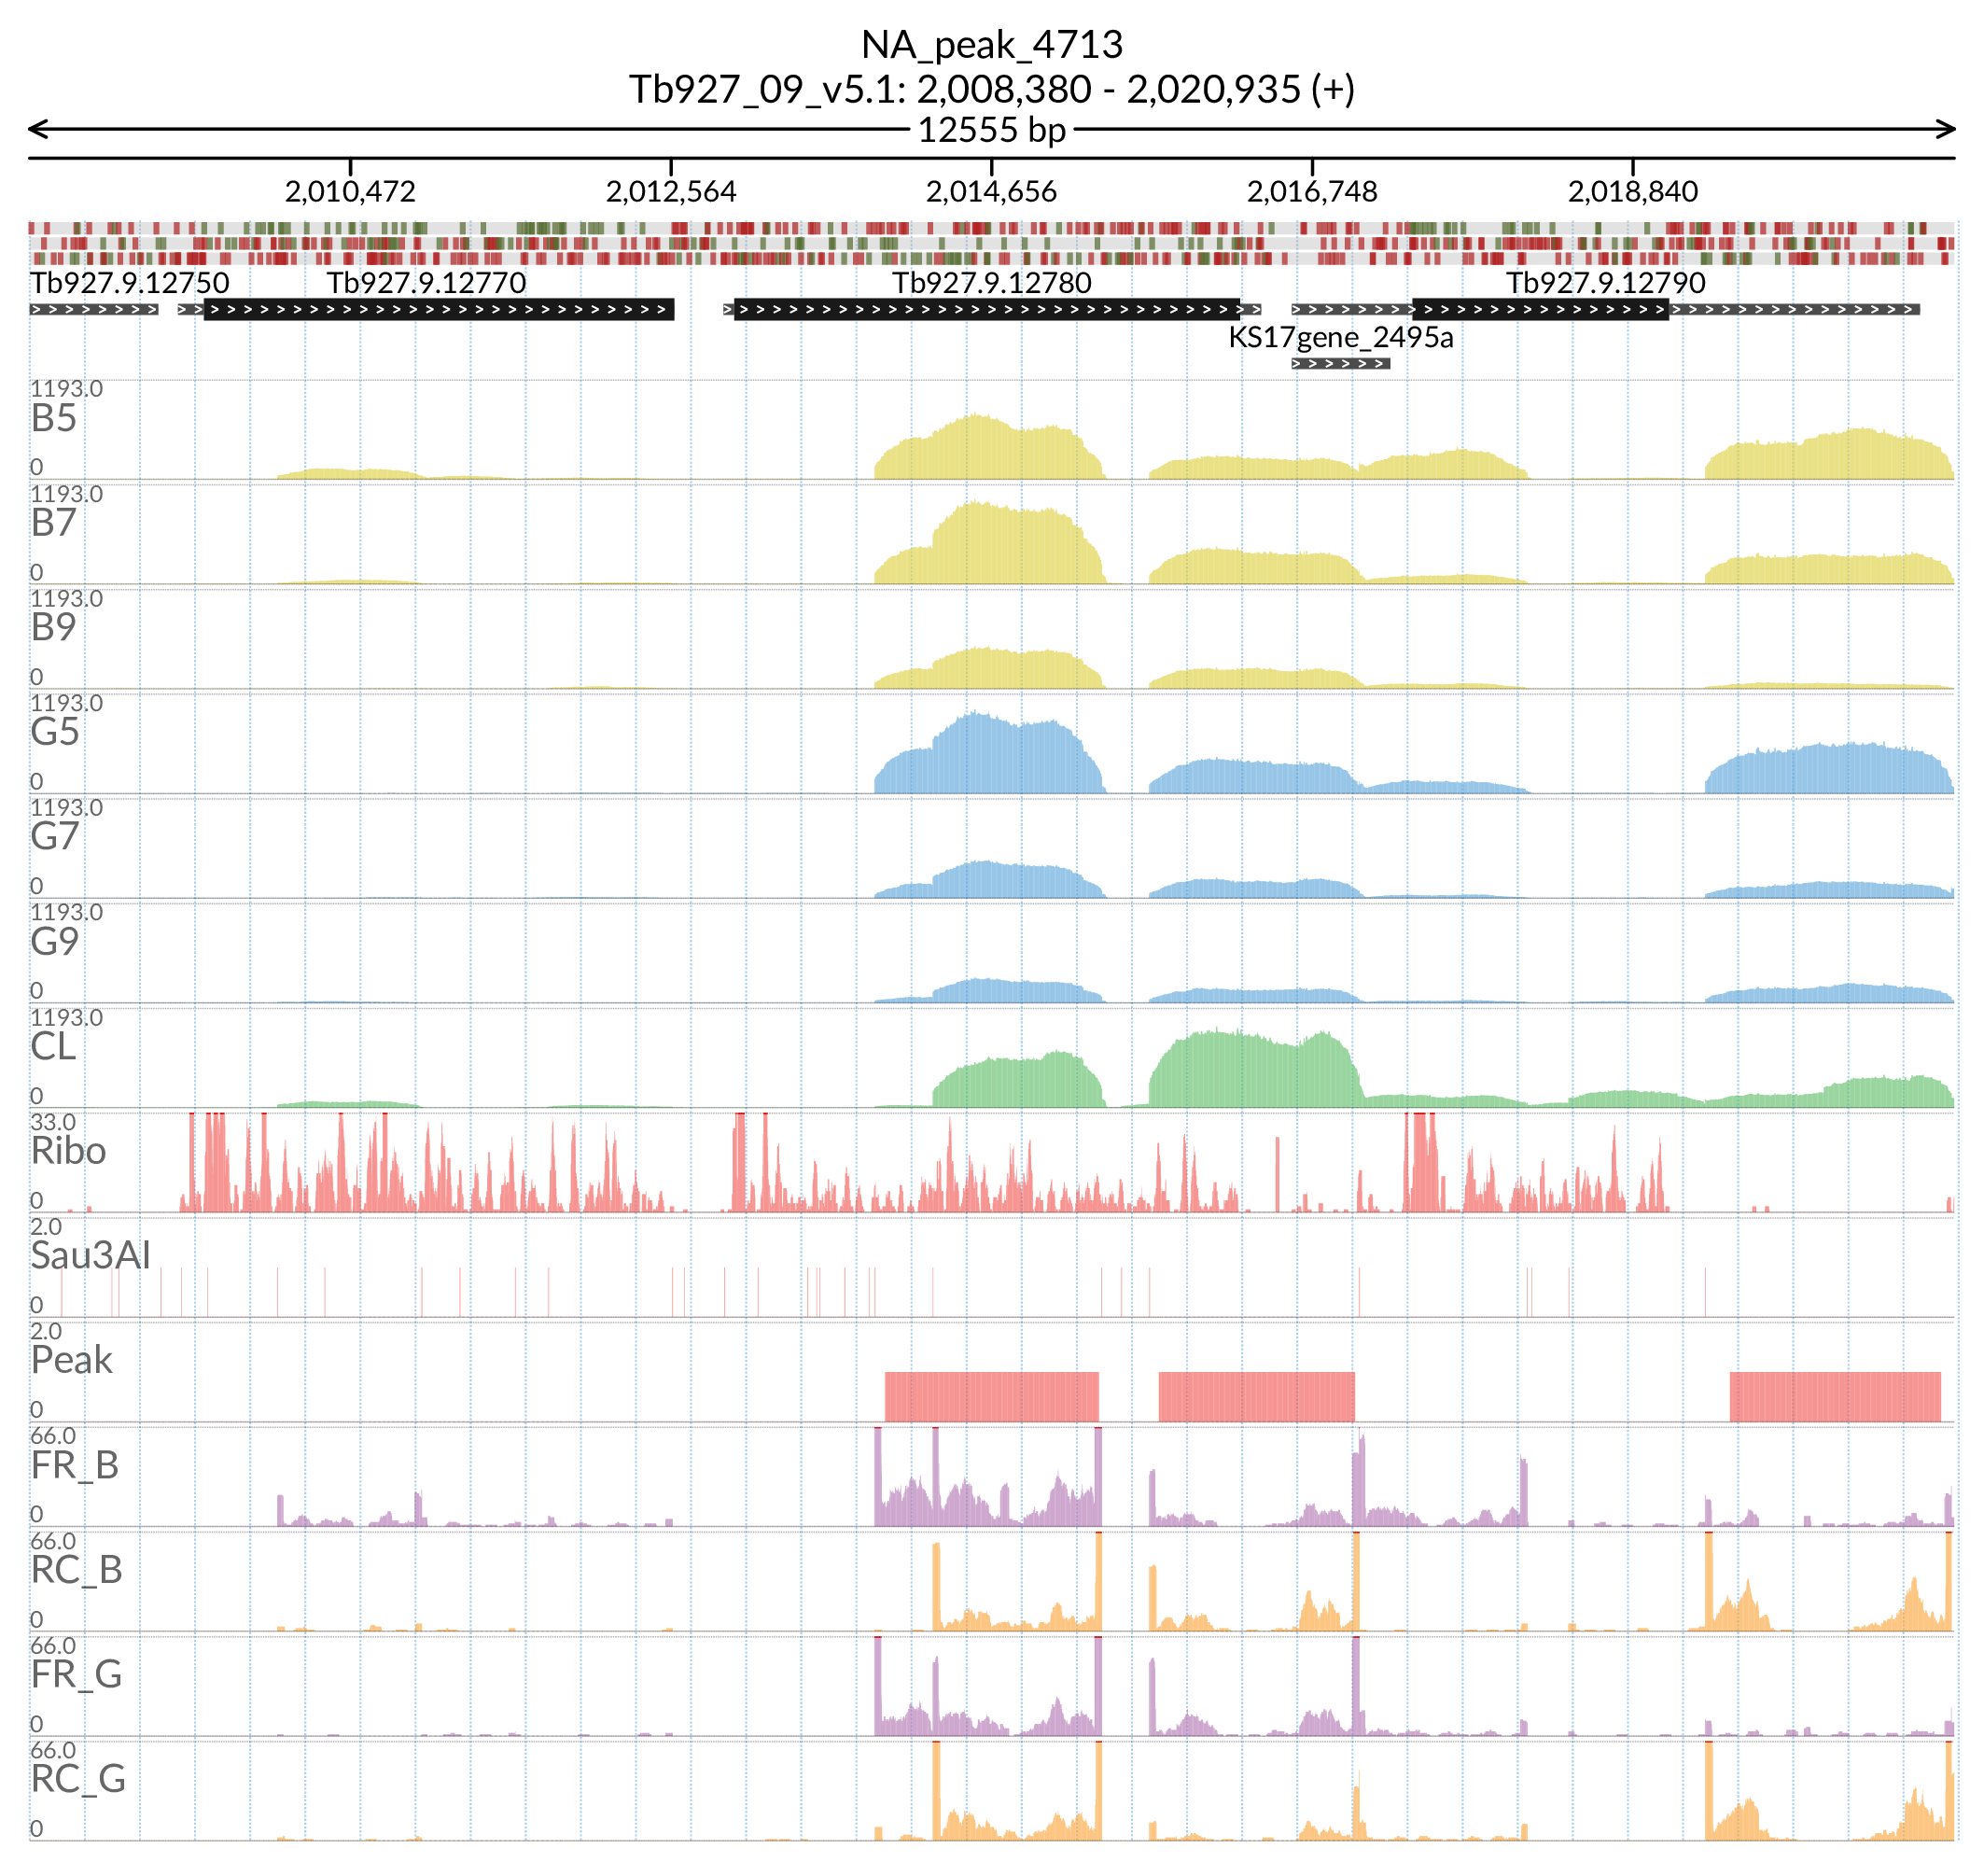 NA_peak_4713
Tb927_09_v5.1: 2,008,380 - 2,020,935 (+)
12555 bp
2,010,472 2,012,564 2,014,656 2,016,748 2,018,840
Tb927.9.12750 Tb927.9.12770 Tb927.9.12780 Tb927.9.12790
KS17gene_2495a
1193.0
B5
0
1193.0
B7
0
1193.0
B9
0
1193.0
G5
0
1193.0
G7
0
1193.0
G9
0
1193.0
CL
0
33.0
Ribo
0
2.0
Sau3AI
0
2.0
Peak
0
66.0
FR_B
0
66.0
RC_B
0
66.0
FR_G
0
66.0
RC_G
0